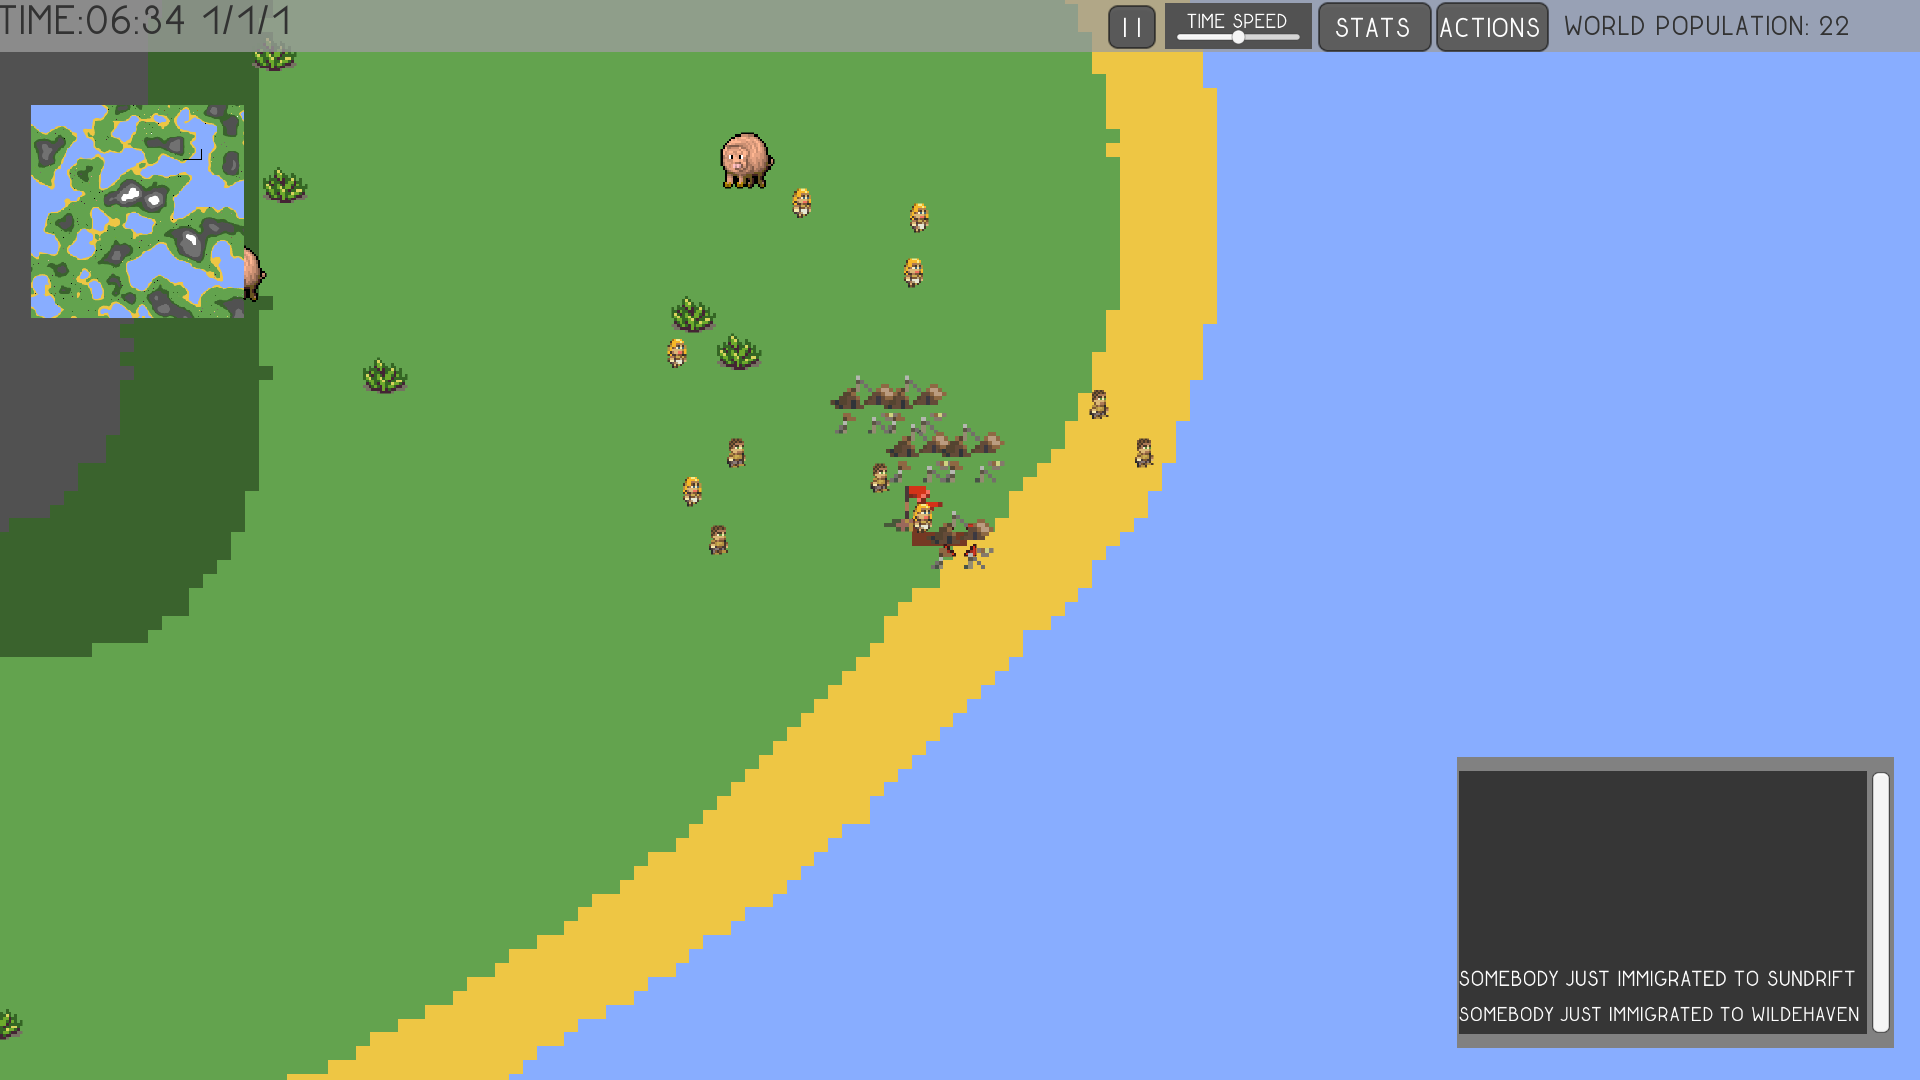 TIME:06:34 1/1/1
TIME SPEED
STATS
ACTIONS
WORLD POPULATION: 22
SOMEBODY JUST IMMIGRATED TO SUNDRIFT
SOMEBODY JUST IMMIGRATED TO WILDEHAVEN